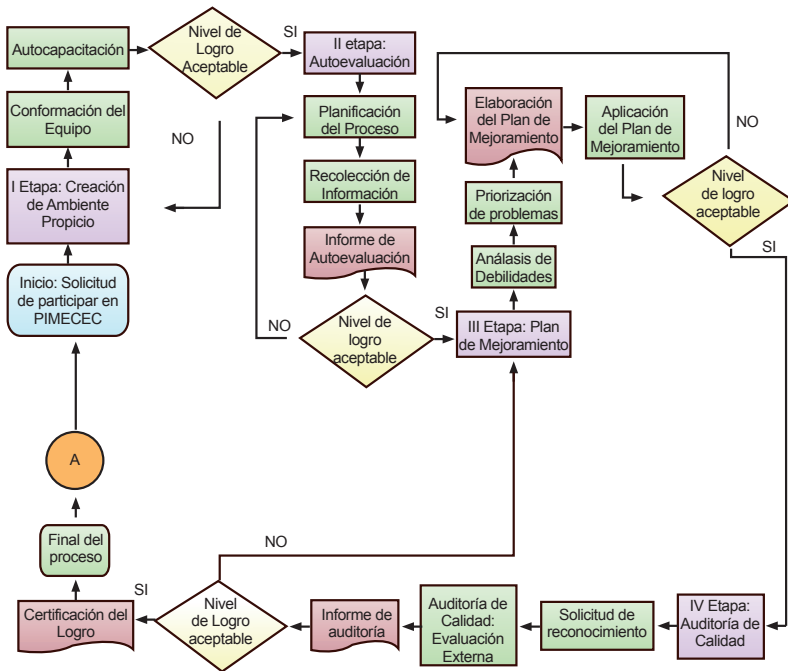 Autocapacitación
Nivel de
Logro
Aceptable
SI
II etapa:
Autoevaluación
Conformación del
Equipo
NO
I Etapa: Creación
de Ambiente
Propicio
Inicio: Solicitud
de participar en
PIMECEC
A
Final del
proceso
Planificación
del Proceso
Recolección de
Información
Informe de
Autoevaluación
NO
Nivel de
logro
aceptable
SI
III Etapa: Plan
de Mejoramiento
Análasis de
Debilidades
Priorización
de problemas
Elaboración
del Plan de
Mejoramiento
Aplicación
del Plan de
Mejoramiento
NO
Nivel
de logro
aceptable
SI
NO
SI
Certificación del
Logro
Nivel
de Logro
aceptable
Informe de
auditoría
Auditoría de
Calidad:
Evaluación
Externa
Solicitud de
reconocimiento
IV Etapa:
Auditoría de
Calidad